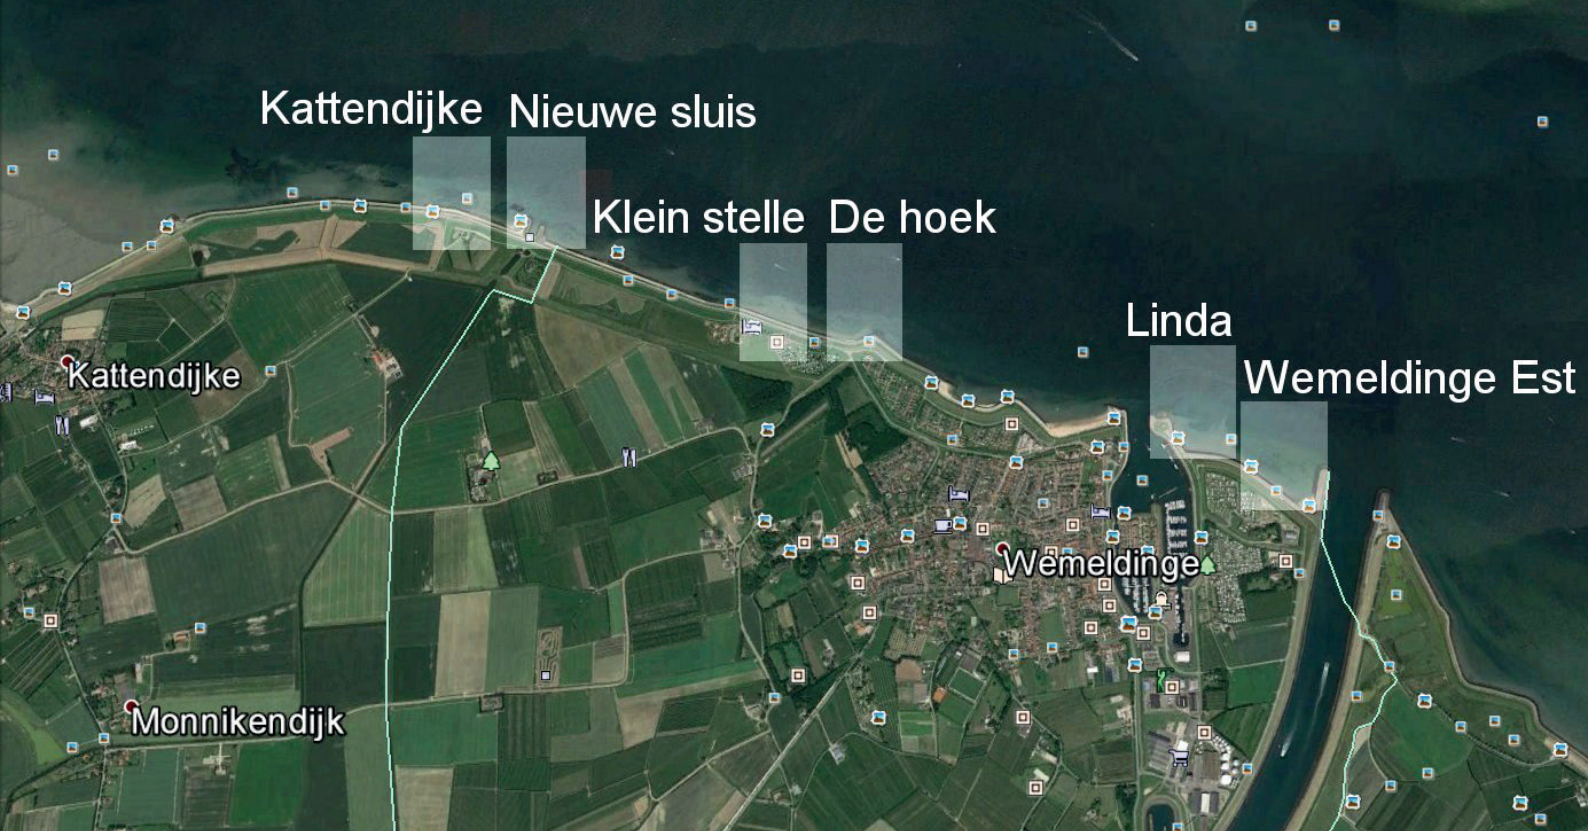 Kattendijke Nieuwe sluis
Klein stelle De hoek
Linda
Wemeldinge Est
Kattendijke
Wemeldinge
Monnikendijk